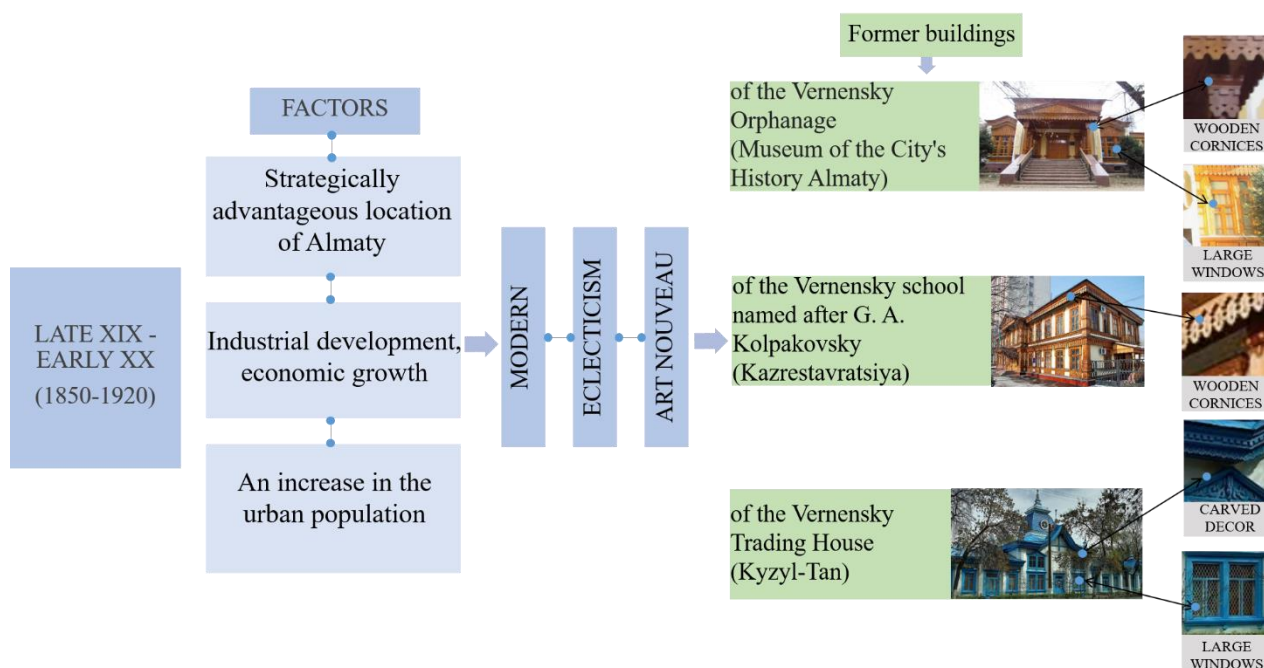 LATE XIX -
EARLY XX
(1850-1920)
FACTORS
Strategically
advantageous location
of Almaty
Industrial development,
economic growth
An increase in the
urban population
MODERN
ECLECTICISM
ART NOUVEAU
Former buildings
of the Vernensky
Orphanage
(Museum of the City's
History Almaty)
WOODEN
CORNICES
LARGE
WINDOWS
of the Vernensky school
named after G. A.
Kolpakovsky
(Kazrestavratsiya)
WOODEN
CORNICES
of the Vernensky
Trading House
(Kyzyl-Tan)
CARVED
DECOR
LARGE
WINDOWS